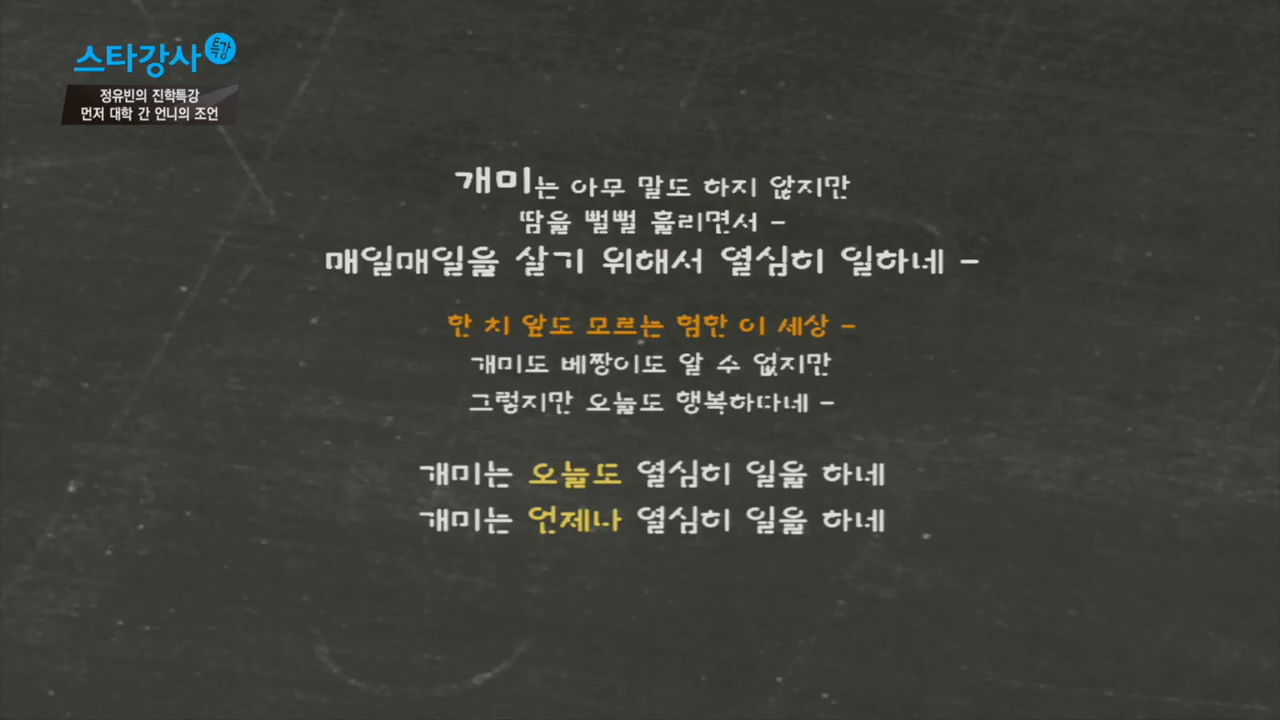 스타강사 특강
정유빈의 진학특강
먼저 대학 간 언니의 조언
개미는 아무 말도 하지 않지만
땀을 뻘뻘 흘리면서 -
매일매일을 살기 위해서 열심히 일하네 -
한 치 앞도 모르는 험한 이 세상 -
개미도 베짱이도 알 수 없지만
그렇지만 오늘도 행복하다네 -
개미는 오늘도 열심히 일을 하네
개미는 언제나 열심히 일을 하네